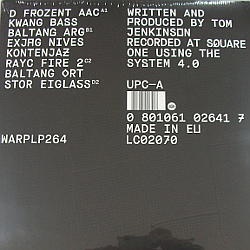 D FROZENT AAC A1
KWANG BASS
BALTANG ARG B1
EXJAG NIVES
KONTENJAZ
RAYC FIRE 2 C2
BALTANG ORT
STOR EIGLASS D2
WARPLP264
WRITTEN AND
PRODUCED BY TOM
JENKINSON
RECORDED AT SQUARE
ONE USING THE
SYSTEM 4.0
UPC-A
0 801061 02641 7
MADE IN EU
LC02070